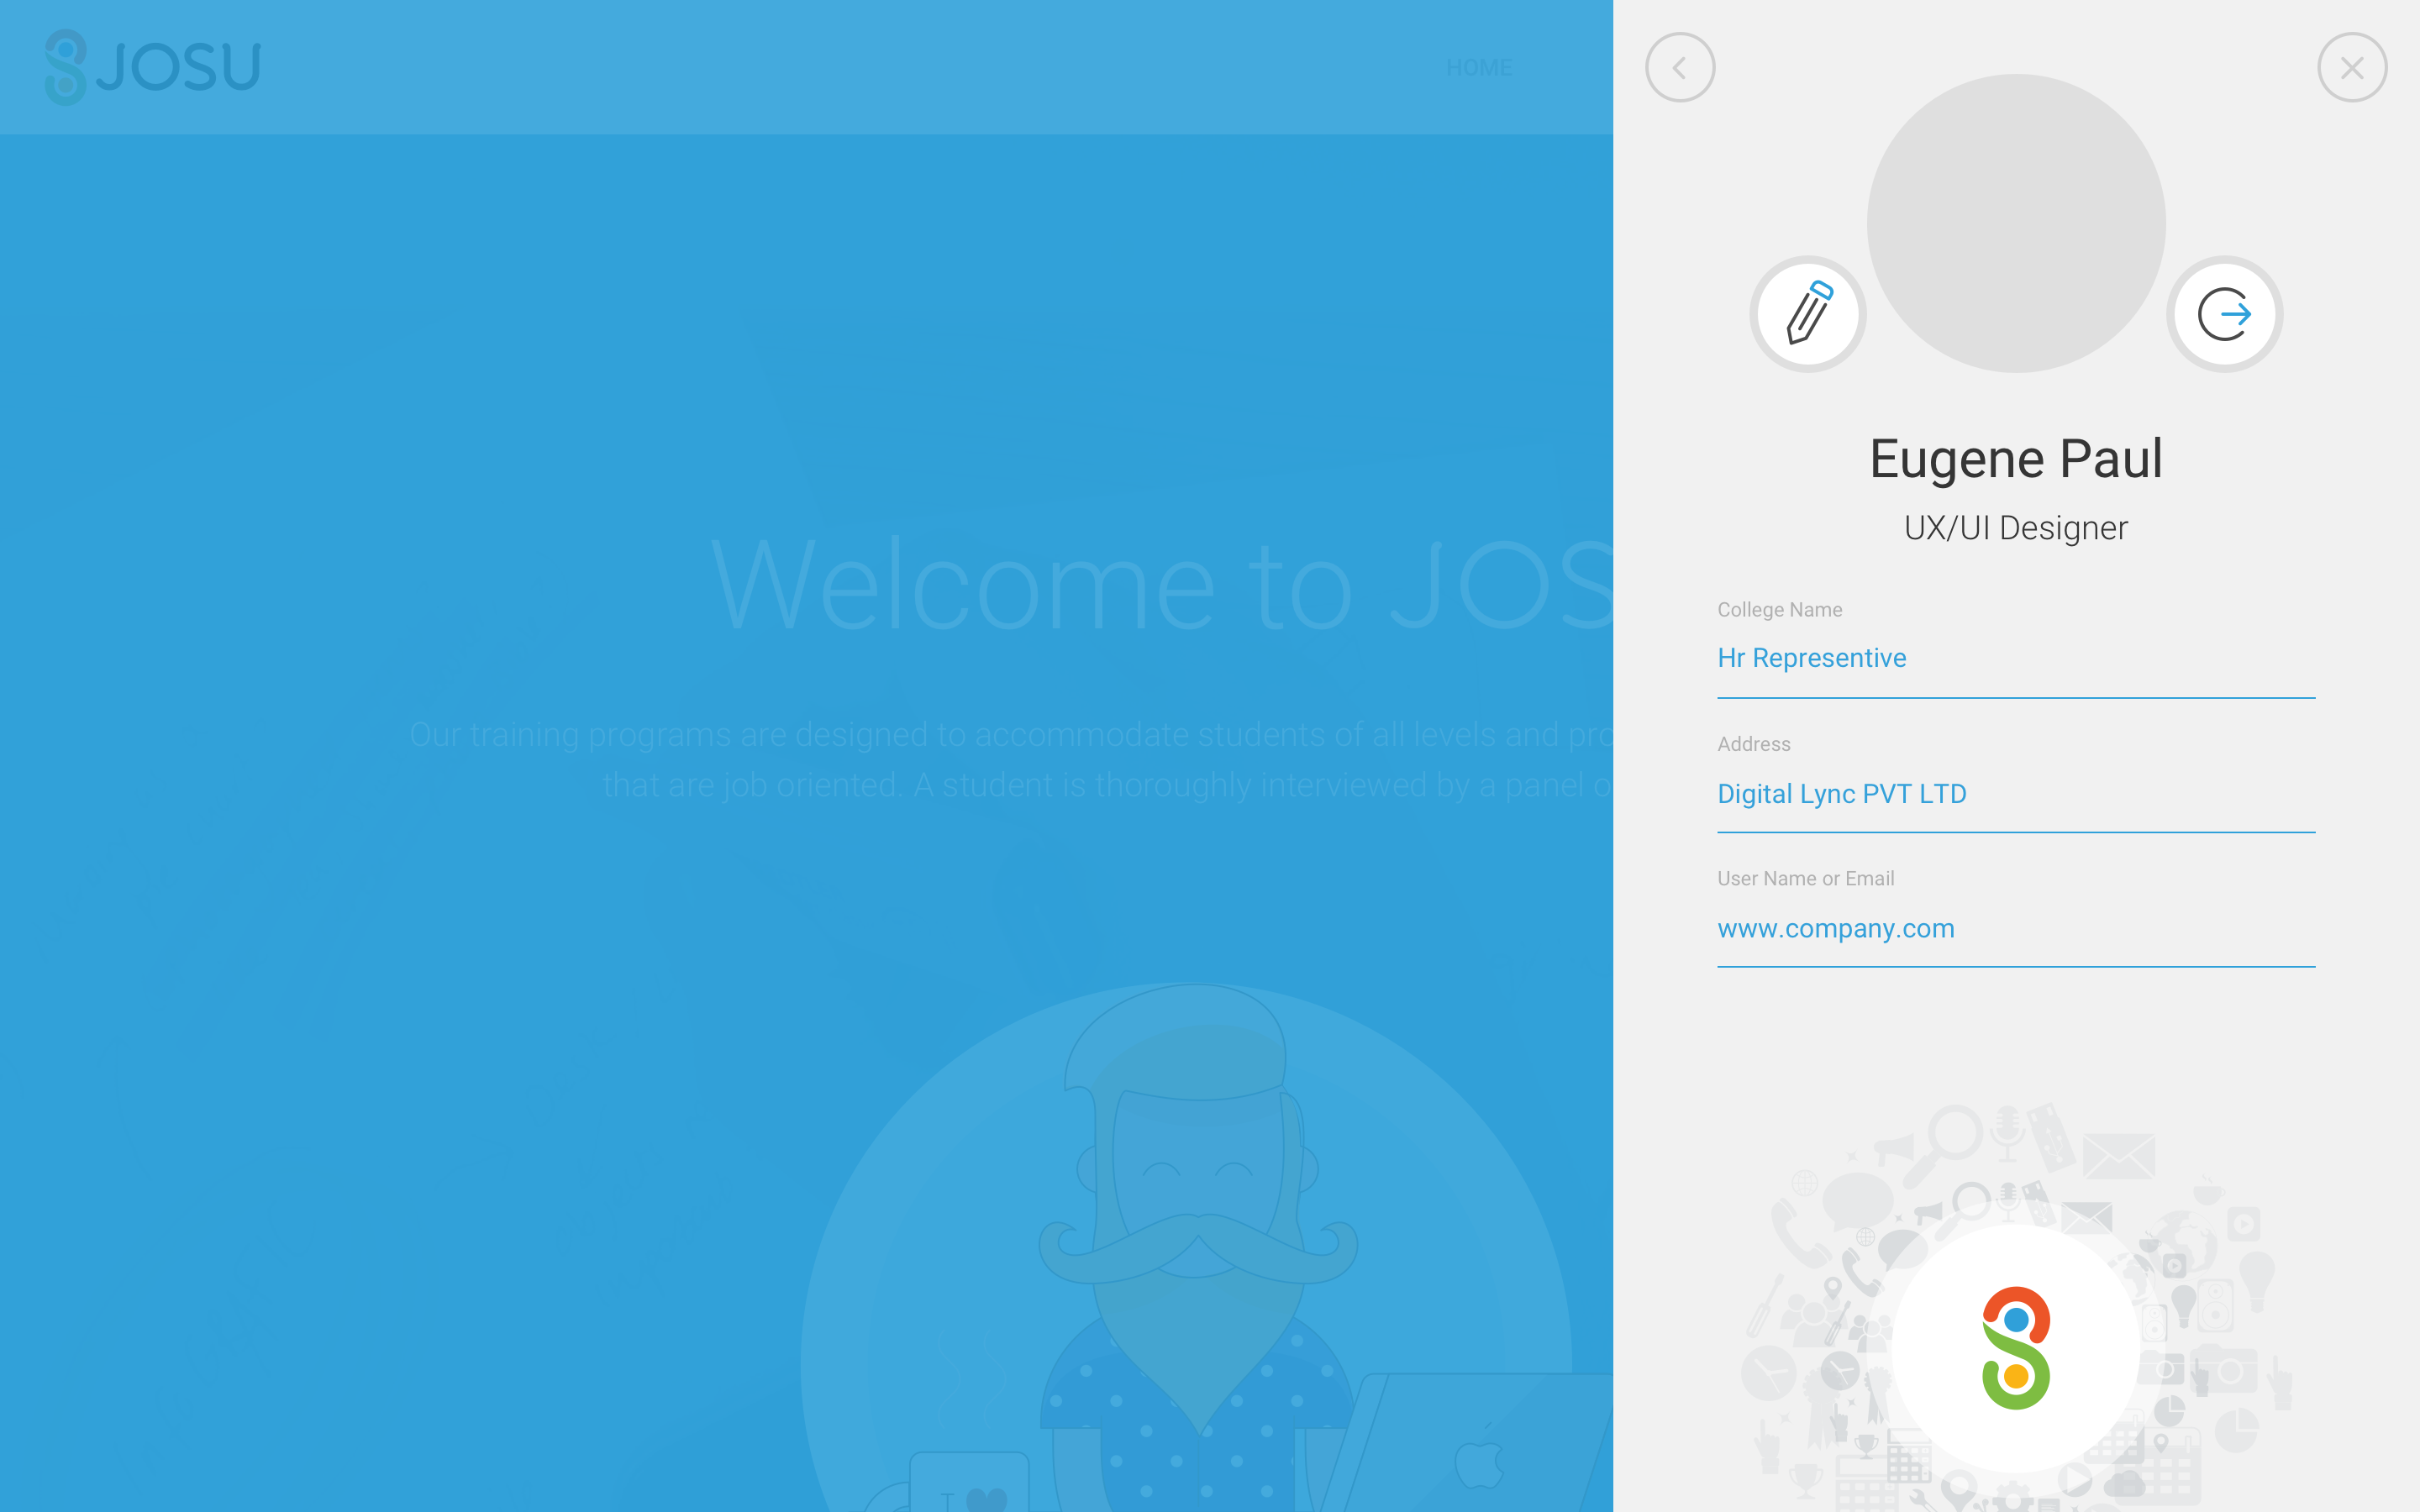 JOSU
HOME
Welcome to JOS
Our training programs are designed to accommodate students of all levels and pro
that are job oriented. A student is thoroughly interviewed by a panel o
I
Eugene Paul
UX/UI Designer
College Name
Hr Representive
Address
Digital Lync PVT LTD
User Name or Email
www.company.com